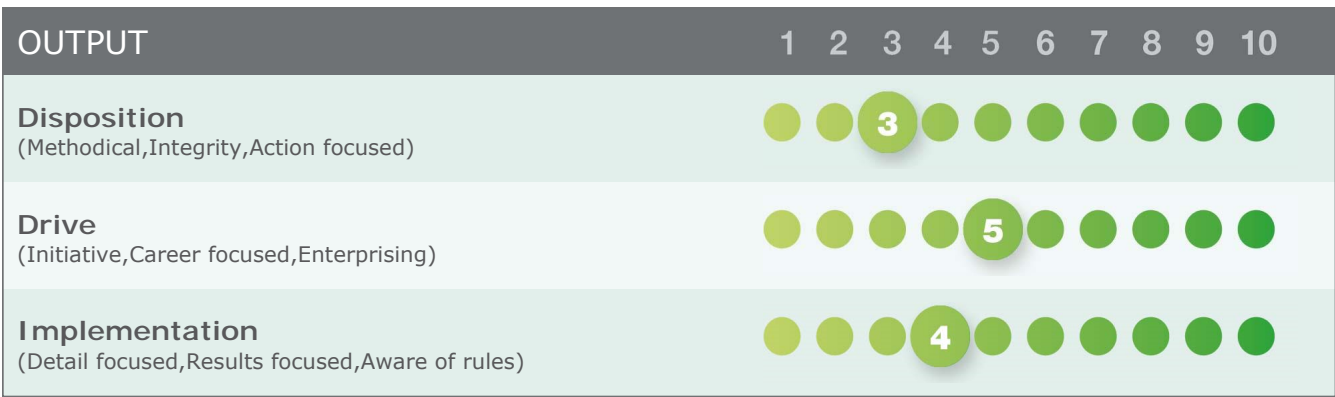 OUTPUT 1 2 3 4 5 6 7 8 9 10
Disposition
(Methodical,Integrity,Action focused)
3
Drive
(Initiative,Career focused,Enterprising)
5
Implementation
(Detail focused,Results focused,Aware of rules)
4